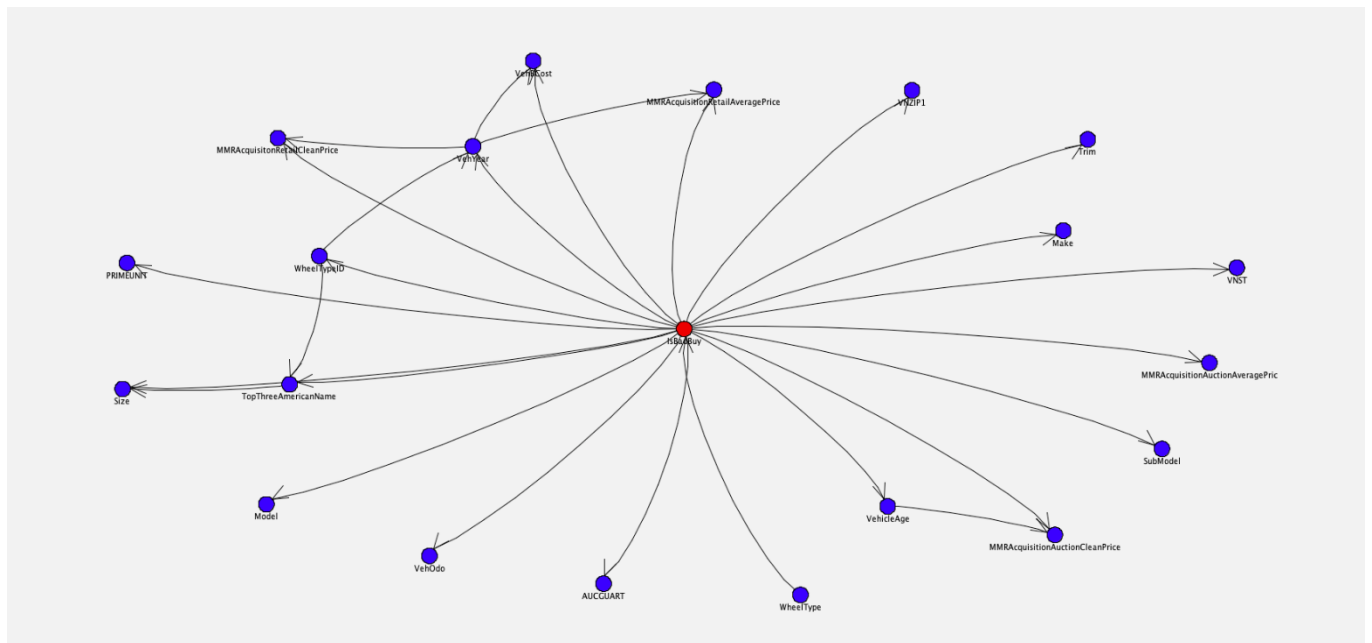 VehBCost
MMRAcquisitionRetailAveragePrice
VNZIP1
MMRAcquisitonRetailCleanPrice
VehYear
Trim
Make
WheelTypeID
PRIMEUNIT
VNST
IsBadBuy
MMRAcquisitionAuctionAveragePric
Size
TopThreeAmericanName
SubModel
Model
VehicleAge
MMRAcquisitionAuctionCleanPrice
VehOdo
AUCGUART
WheelType